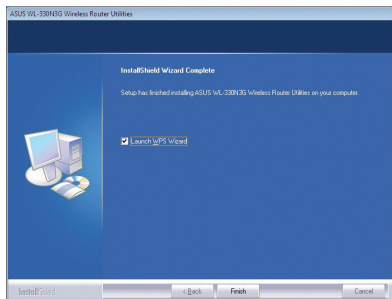 ASUS WL-330N3G Wireless Router Utilities
InstallShield Wizard Complete
Setup has finished installing ASUS WL-330N3G Wireless Router Utilities on your computer.
Launch WPS Wizard
InstallShield
< Back Finish Cancel